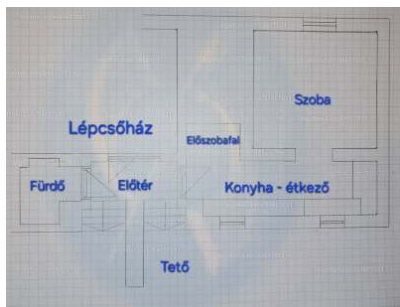 Szoba
Lépcsőház
Előszobafal
Fürdő
Előtér
Konyha - étkező
Tető